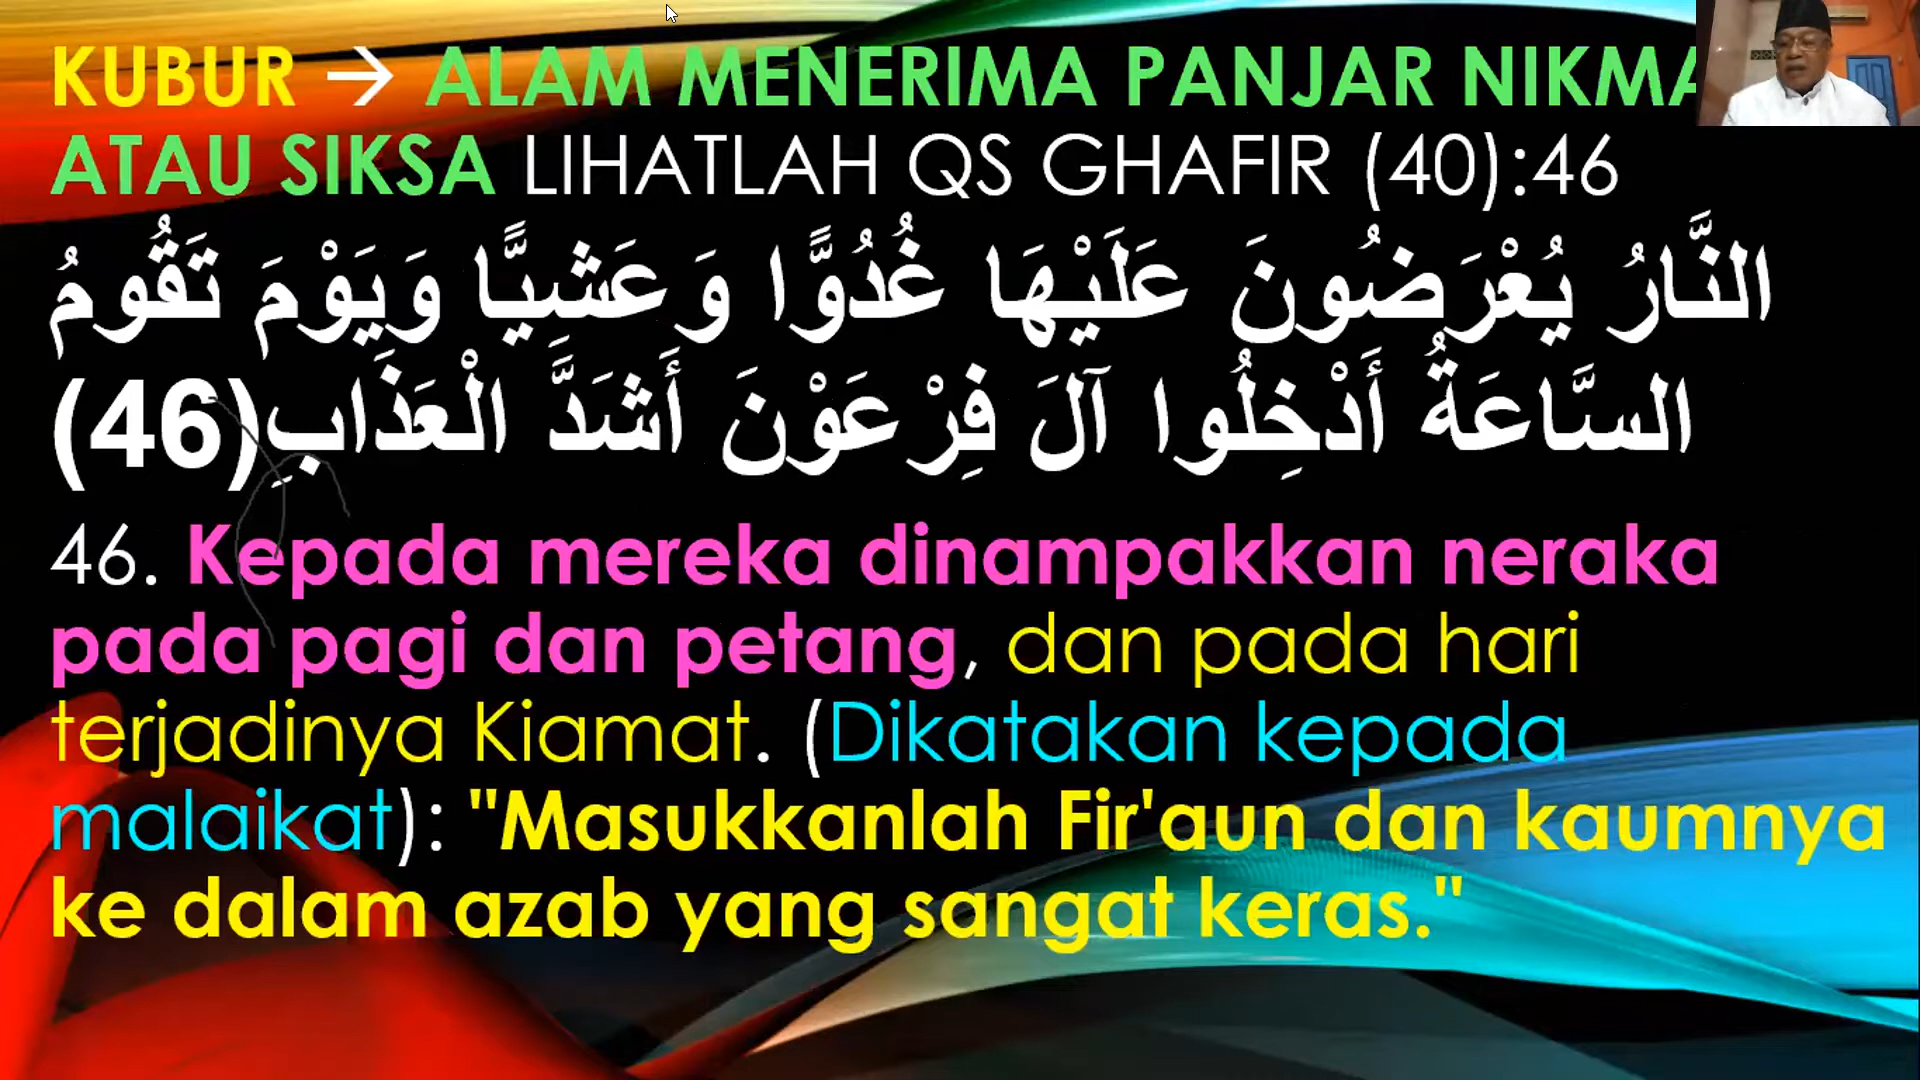 KUBUR → ALAM MENERIMA PANJAR NIKMA
ATAU SIKSA LIHATLAH QS GHAFIR (40):46
النَّارُ يُعْرَضُونَ عَلَيْهَا غُدُوًّا وَعَشِيًّا وَيَوْمَ تَقُومُ
السَّاعَةُ أَدْخِلُوا آلَ فِرْعَوْنَ أَشَدَّ الْعَذَابِ(46)
46. Kepada mereka dinampakkan neraka
pada pagi dan petang, dan pada hari
terjadinya Kiamat. (Dikatakan kepada
malaikat): "Masukkanlah Fir'aun dan kaumnya
ke dalam azab yang sangat keras."